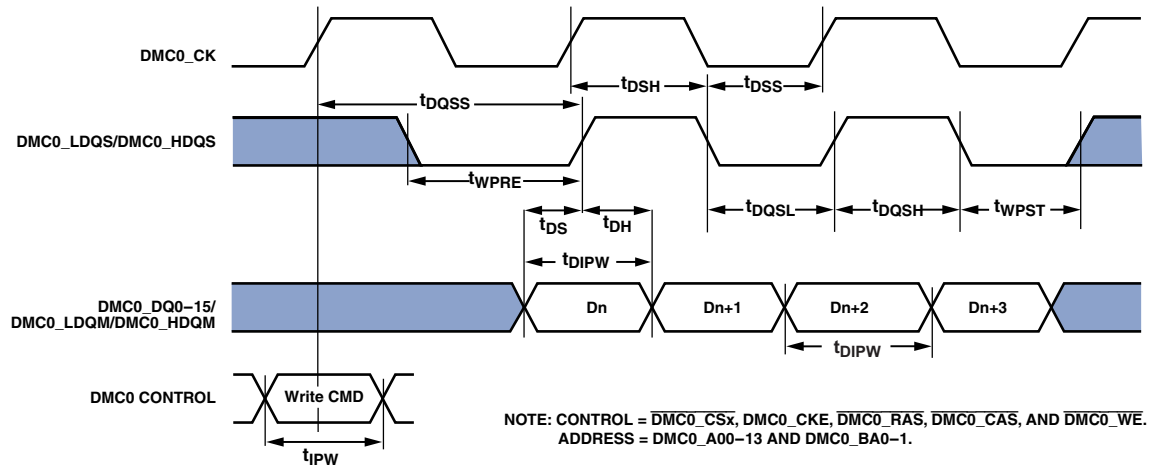 DMC0_CK
tDSH
tDSS
tDQSS
DMC0_LDQS/DMC0_HDQS
tWPRE
tDS
tDH
tDQSL
tDQSH
tWPST
tDIPW
DMC0_DQ0–15/
DMC0_LDQM/DMC0_HDQM
Dn
Dn+1
Dn+2
Dn+3
tDIPW
DMC0 CONTROL
Write CMD
tIPW
NOTE: CONTROL = DMC0_CSx, DMC0_CKE, DMC0_RAS, DMC0_CAS, AND DMC0_WE.
ADDRESS = DMC0_A00–13 AND DMC0_BA0–1.